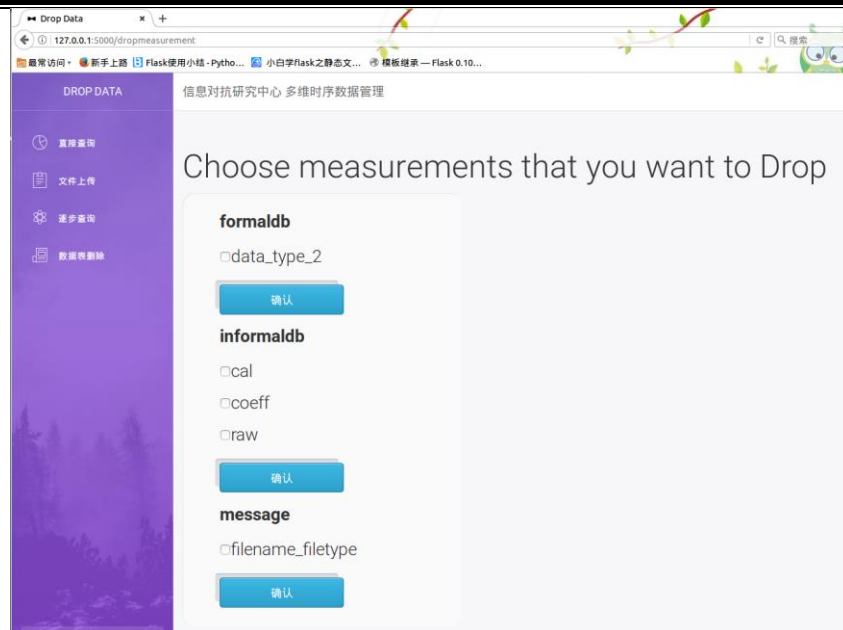 Drop Data
127.0.0.1:5000/dropmeasurement
搜索
最常访问
新手上路
Flask使用小结 - Pytho...
小白学flask之静态文...
模板继承 — Flask 0.10...
DROP DATA
信息对抗研究中心 多维时序数据管理
直接查询
文件上传
逐步查询
数据表删除
Choose measurements that you want to Drop
formaldb
data_type_2
确认
informaldb
cal
coeff
raw
确认
message
filename_filetype
确认